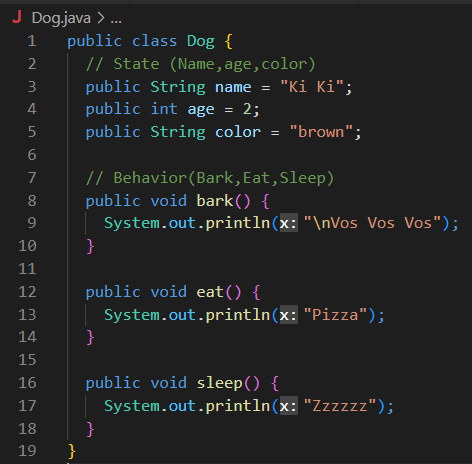 J Dog.java > ...
1 public class Dog {
2   // State (Name,age,color)
3   public String name = "Ki Ki";
4   public int age = 2;
5   public String color = "brown";
6
7   // Behavior(Bark,Eat,Sleep)
8   public void bark() {
9     System.out.println(x: "\nVos Vos Vos");
10   }
11
12   public void eat() {
13     System.out.println(x: "Pizza");
14   }
15
16   public void sleep() {
17     System.out.println(x: "Zzzzzz");
18   }
19 }